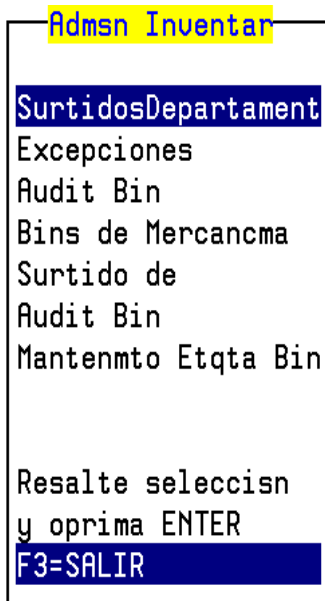 Admsn Inventar
SurtidosDepartament
Excepciones
Audit Bin
Bins de Mercancma
Surtido de
Audit Bin
Mantenmto Etqta Bin
Resalte seleccisn
y oprima ENTER
F3=SALIR